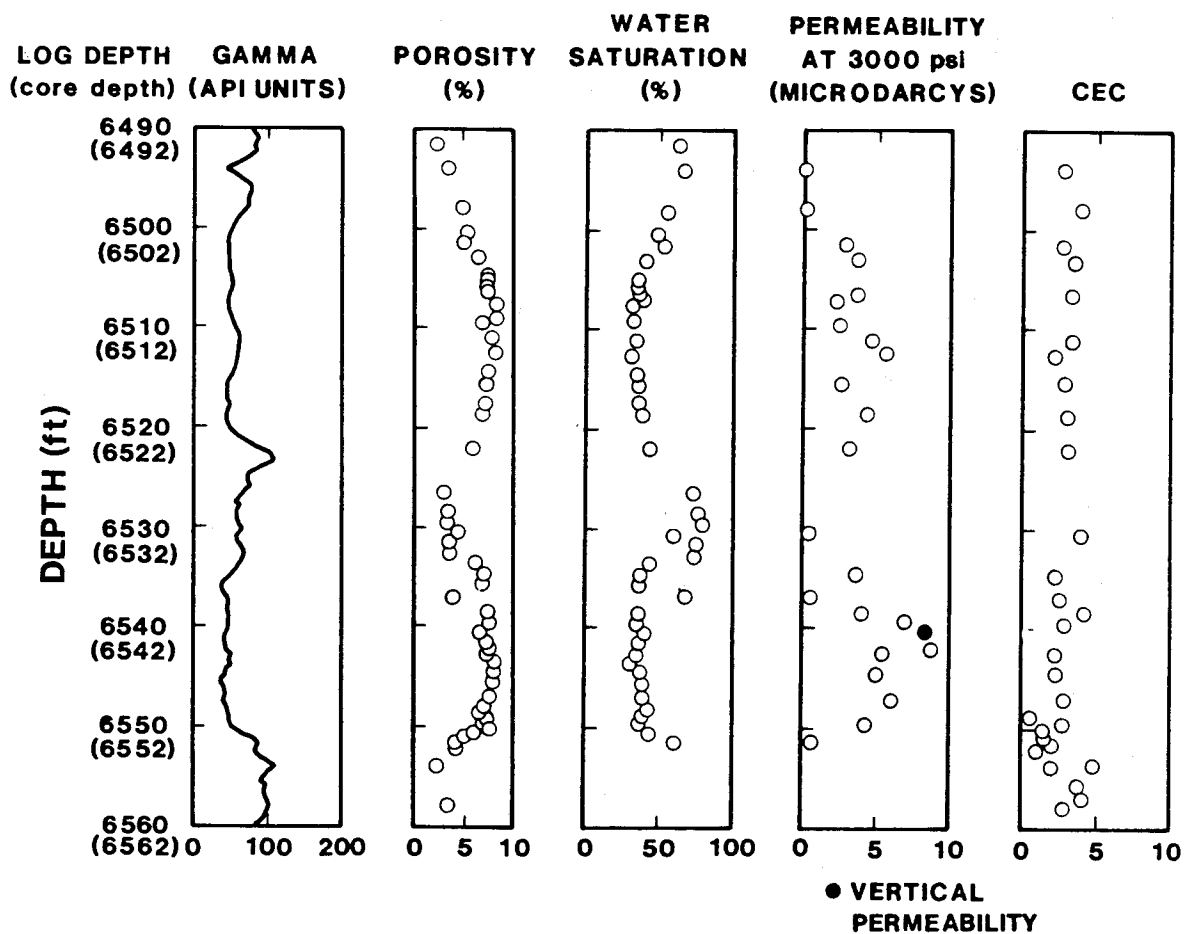 LOG DEPTH
(core depth)
GAMMA
(API UNITS)
POROSITY
(%)
WATER
SATURATION
(%)
PERMEABILITY
AT 3000 psi
(MICRODARCYS)
CEC
DEPTH (ft)
6490
(6492)
6500
(6502)
6510
(6512)
6520
(6522)
6530
(6532)
6540
(6542)
6550
(6552)
6560
(6562)
0 100 200
0 5 10
0 50 100
0 5 10
0 5 10
VERTICAL
PERMEABILITY